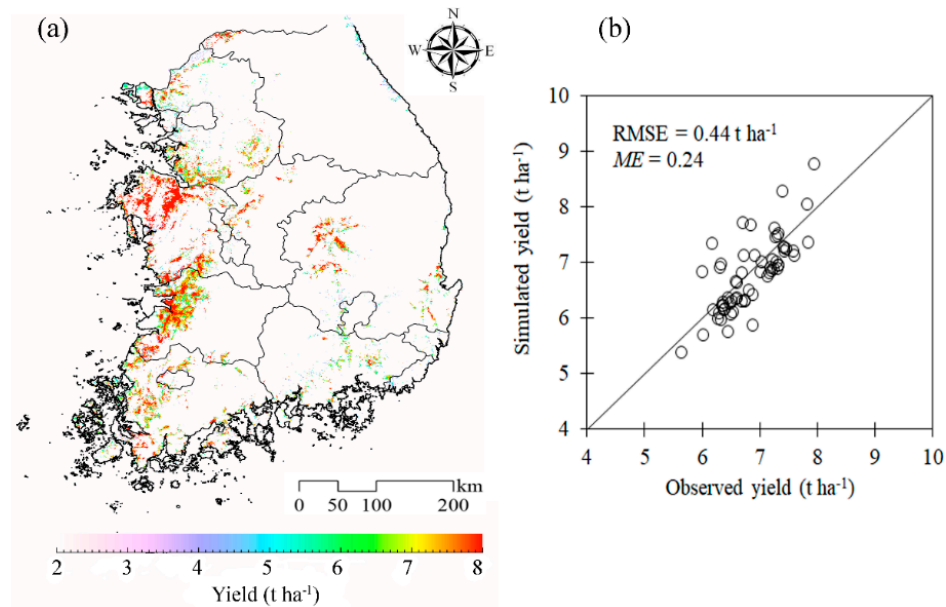 (a)
N
W E
S
km
0 50 100 200
2 3 4 5 6 7 8
Yield (t ha⁻¹)
(b)
10
9
8
7
6
5
4
Simulated yield (t ha⁻¹)
RMSE = 0.44 t ha⁻¹
ME = 0.24
4 5 6 7 8 9 10
Observed yield (t ha⁻¹)